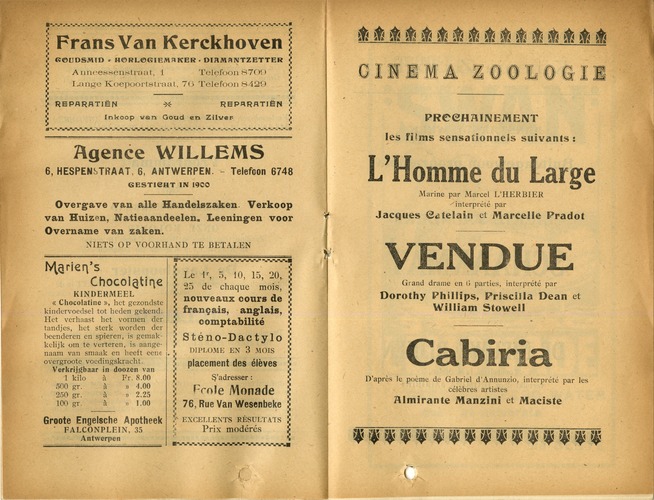 Frans Van Kerckhoven
GOUDSMID - HORLOGIEMAKER - DIAMANTZETTER
Anneessenstraat, 1 Telefoon 8709
Lange Koepoortstraat, 76 Telefoon 8429
REPARATIËN REPARATIËN
Inkoop van Goud en Zilver
Agence WILLEMS
6, HESPENSTRAAT, 6, ANTWERPEN. - Telefoon 6748
GESTICHT IN 1900
Overgave van alle Handelszaken. Verkoop
van Huizen, Natieaandeelen. Leeningen voor
Overname van zaken.
NIETS OP VOORHAND TE BETALEN
Marien's
Chocolatine
KINDERMEEL
« Chocolatine », het gezondste
kindervoedsel tot heden gekend.
Het verhaast het vormen der
tandjes, het sterk worden der
beenderen en spieren, is gemak-
kelijk om te verteren, is aange-
naam van smaak en heeft eene
overgroote voedingskracht.
Verkrijgbaar in doozen van
1 kilo à Fr. 8.00
500 gr. à » 4.00
250 gr. à » 2.25
100 gr. à » 1.00
Groote Engelsche Apotheek
FALCONPLEIN, 35
Antwerpen
Le 1r, 5, 10, 15, 20,
25 de chaque mois,
nouveaux cours de
français, anglais,
comptabilité
Sténo-Dactylo
DIPLOME EN 3 MOIS
placement des élèves
S'adresser :
Ecole Monade
76, Rue Van Wesenbeke
EXCELLENTS RÉSULTATS
Prix modérés
CINEMA ZOOLOGIE
PROCHAINEMENT
les films sensationnels suivants :
L'Homme du Large
Marine par Marcel L'HERBIER
interprété par
Jacques Catelain et Marcelle Pradot
VENDUE
Grand drame en 6 parties, interprété par
Dorothy Phillips, Priscilla Dean et
William Stowell
Cabiria
D'après le poème de Gabriel d'Annunzio, interprété par les
célèbres artistes
Almirante Manzini et Maciste